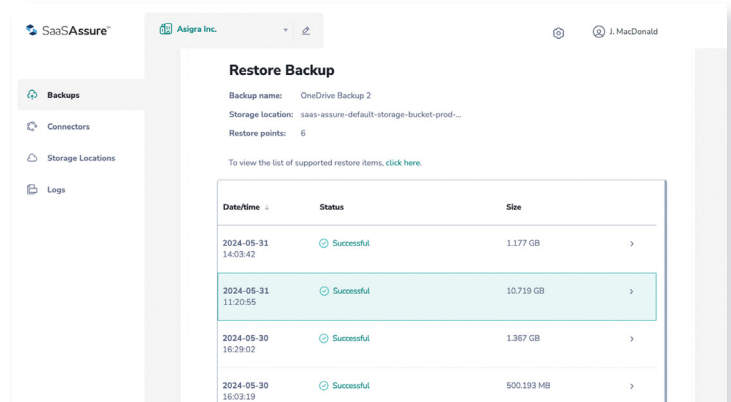 SaaSAssure™
Asigra Inc.
J. MacDonald
Backups
Connectors
Storage Locations
Logs
Restore Backup
Backup name: OneDrive Backup 2
Storage location: saas-assure-default-storage-bucket-prod-...
Restore points: 6
To view the list of supported restore items, click here.
Date/time ↓ Status Size
2024-05-31 Successful 1.177 GB
14:03:42
2024-05-31 Successful 10.719 GB
11:20:55
2024-05-30 Successful 1.367 GB
16:29:02
2024-05-30 Successful 500.193 MB
16:03:19